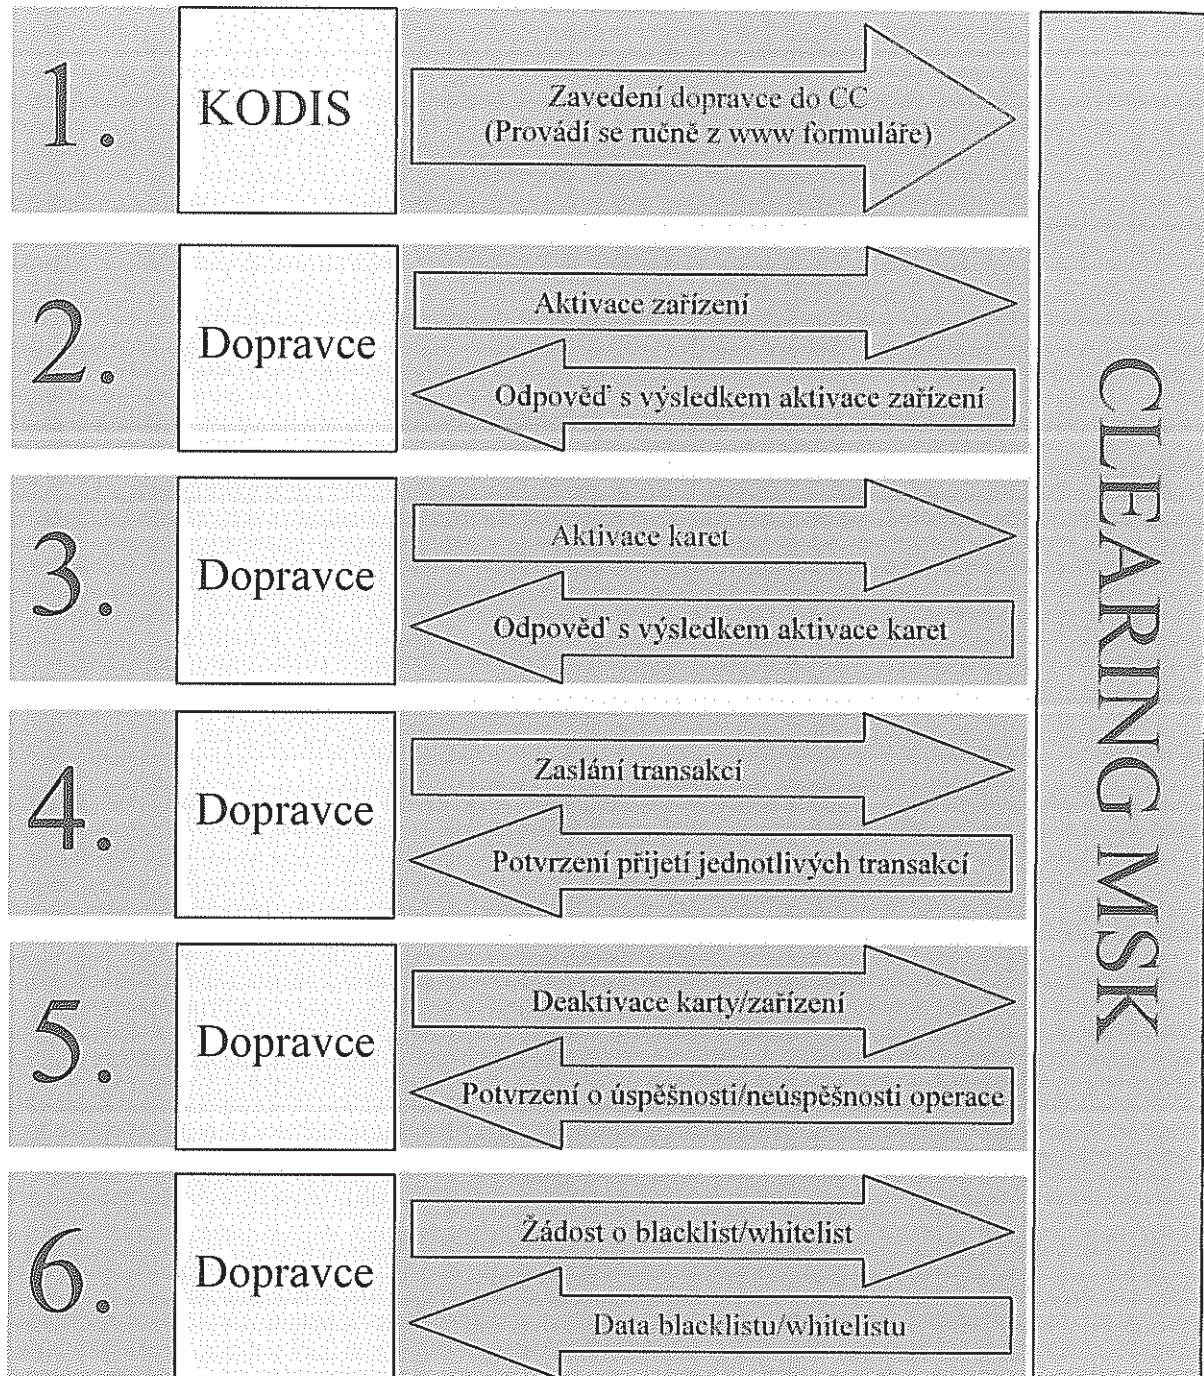 1.
KODIS
Zavedení dopravce do CC
(Provádí se ručně z www formuláře)
2.
Dopravce
Aktivace zařízení
Odpověď s výsledkem aktivace zařízení
3.
Dopravce
Aktivace karet
Odpověď s výsledkem aktivace karet
4.
Dopravce
Zaslání transakcí
Potvrzení přijetí jednotlivých transakcí
5.
Dopravce
Deaktivace karty/zařízení
Potvrzení o úspěšnosti/neúspěšnosti operace
6.
Dopravce
Žádost o blacklist/whitelist
Data blacklistu/whitelistu
CLEARING MSK